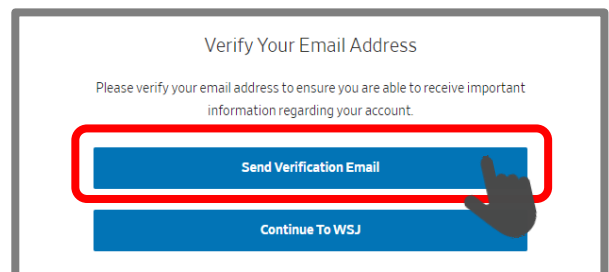 Verify Your Email Address
Please verify your email address to ensure you are able to receive important
information regarding your account.
Send Verification Email
Continue To WSJ